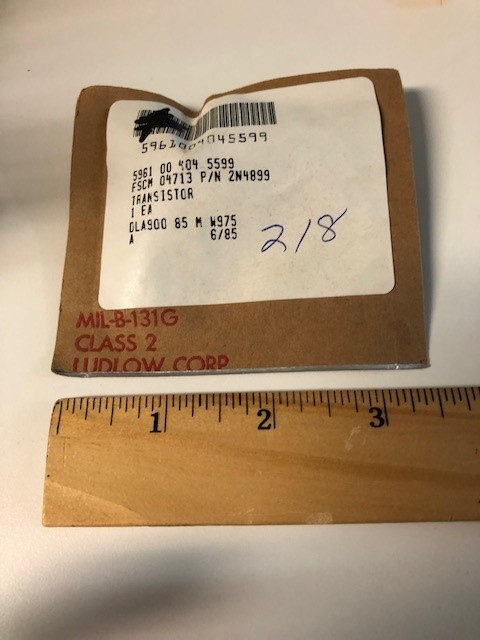 5961004045599
5961 00 404 5599
FSCM 04713 P/N 2N4899
TRANSISTOR
1 EA
DLA900 85 M W975
A 6/85
218
MIL-B-131G
CLASS 2
LUDLOW CORP
1 2 3